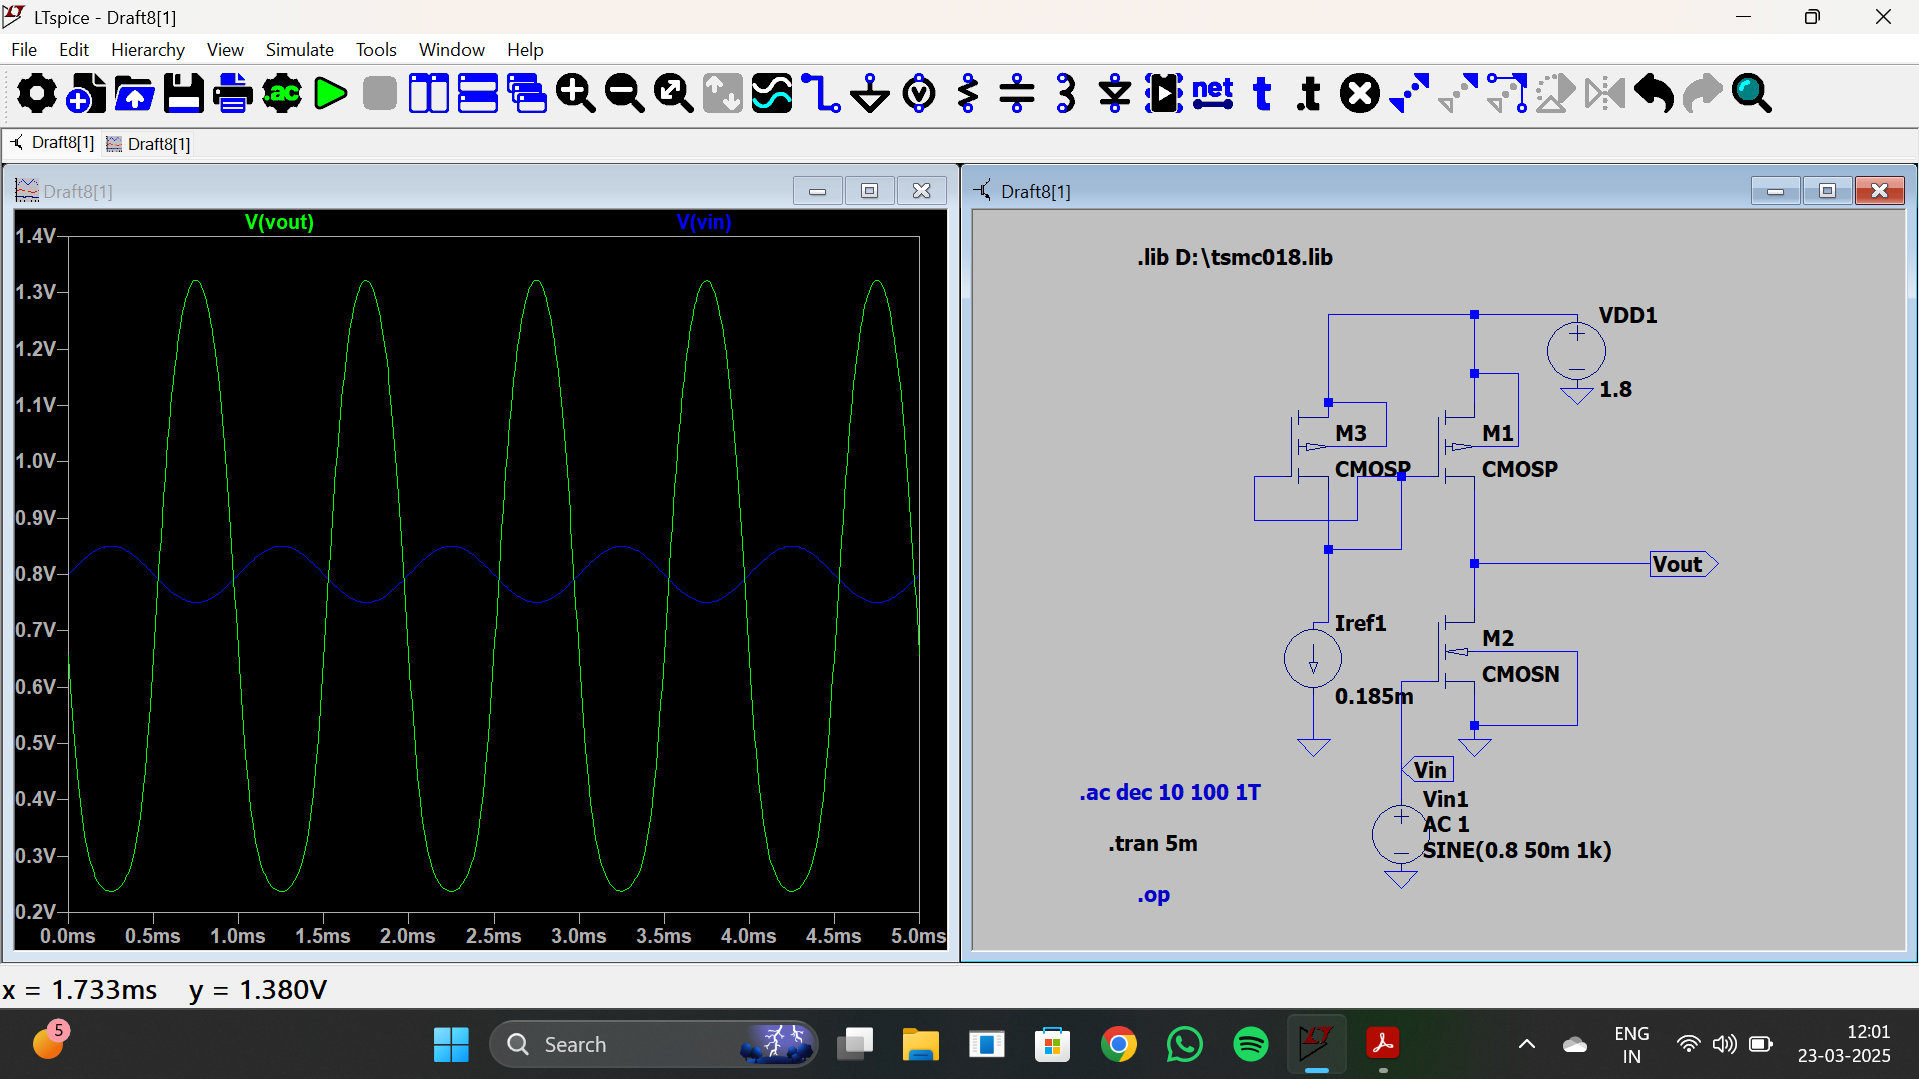 LTspice - Draft8[1]
File Edit Hierarchy View Simulate Tools Window Help
.ac
net
t
.t
Draft8[1] Draft8[1]
Draft8[1]
V(vout) V(vin)
1.4V
1.3V
1.2V
1.1V
1.0V
0.9V
0.8V
0.7V
0.6V
0.5V
0.4V
0.3V
0.2V
0.0ms 0.5ms 1.0ms 1.5ms 2.0ms 2.5ms 3.0ms 3.5ms 4.0ms 4.5ms 5.0ms
Draft8[1]
.lib D:\tsmc018.lib
VDD1
1.8
M3
CMOSP
M1
CMOSP
Vout
Iref1
0.185m
M2
CMOSN
Vin
Vin1
AC 1
SINE(0.8 50m 1k)
.ac dec 10 100 1T
.tran 5m
.op
x = 1.733ms y = 1.380V
5
Search
LT
ENG
IN
12:01
23-03-2025